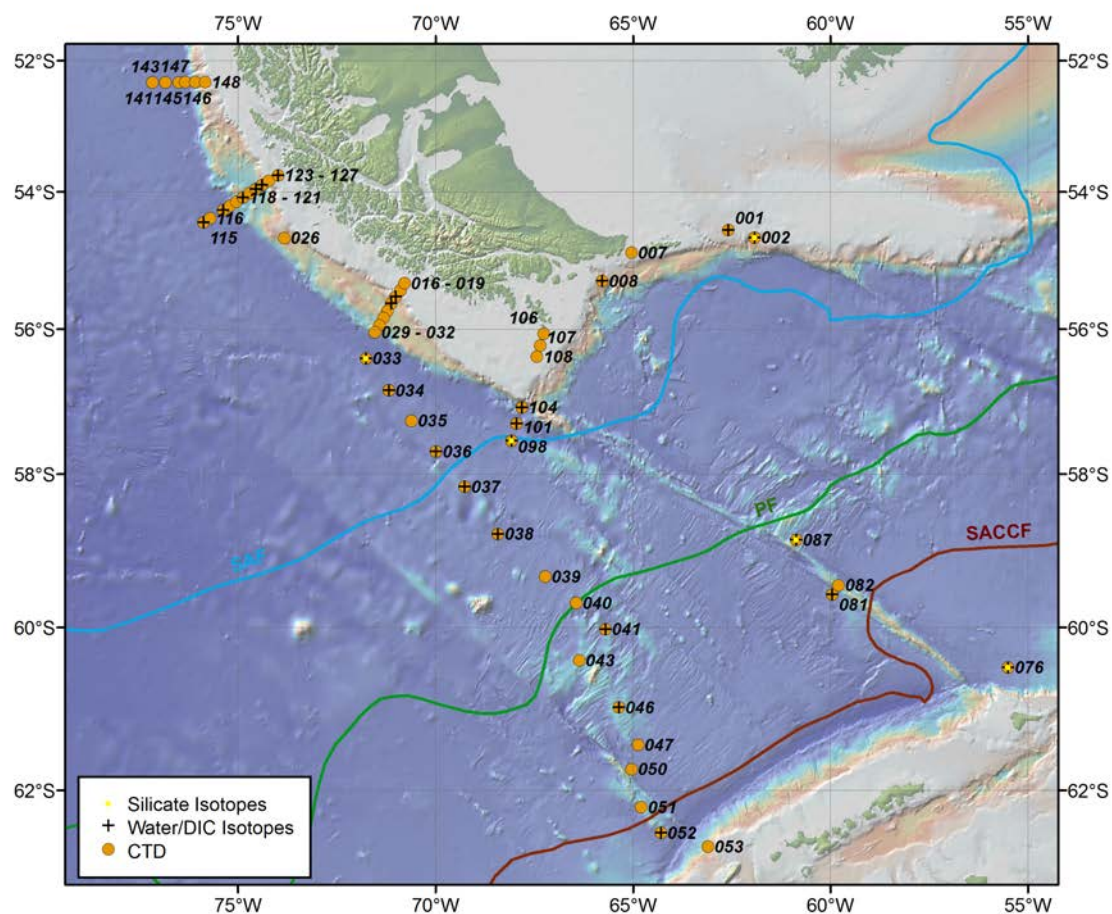 75°W 70°W 65°W 60°W 55°W
52°S 52°S
143147
148
141145146
123 - 127
54°S 54°S
118 - 121
116
115
001
002
026
007
008
016 - 019
106
107
56°S 56°S
029 - 032
108
033
034
104
035
101
098
036
58°S 58°S
037
PF
038
SAF
087
SACCF
039
082
040
081
60°S 60°S
041
043
076
046
047
050
62°S 62°S
051
052
053
Silicate Isotopes
Water/DIC Isotopes
CTD
75°W 70°W 65°W 60°W 55°W